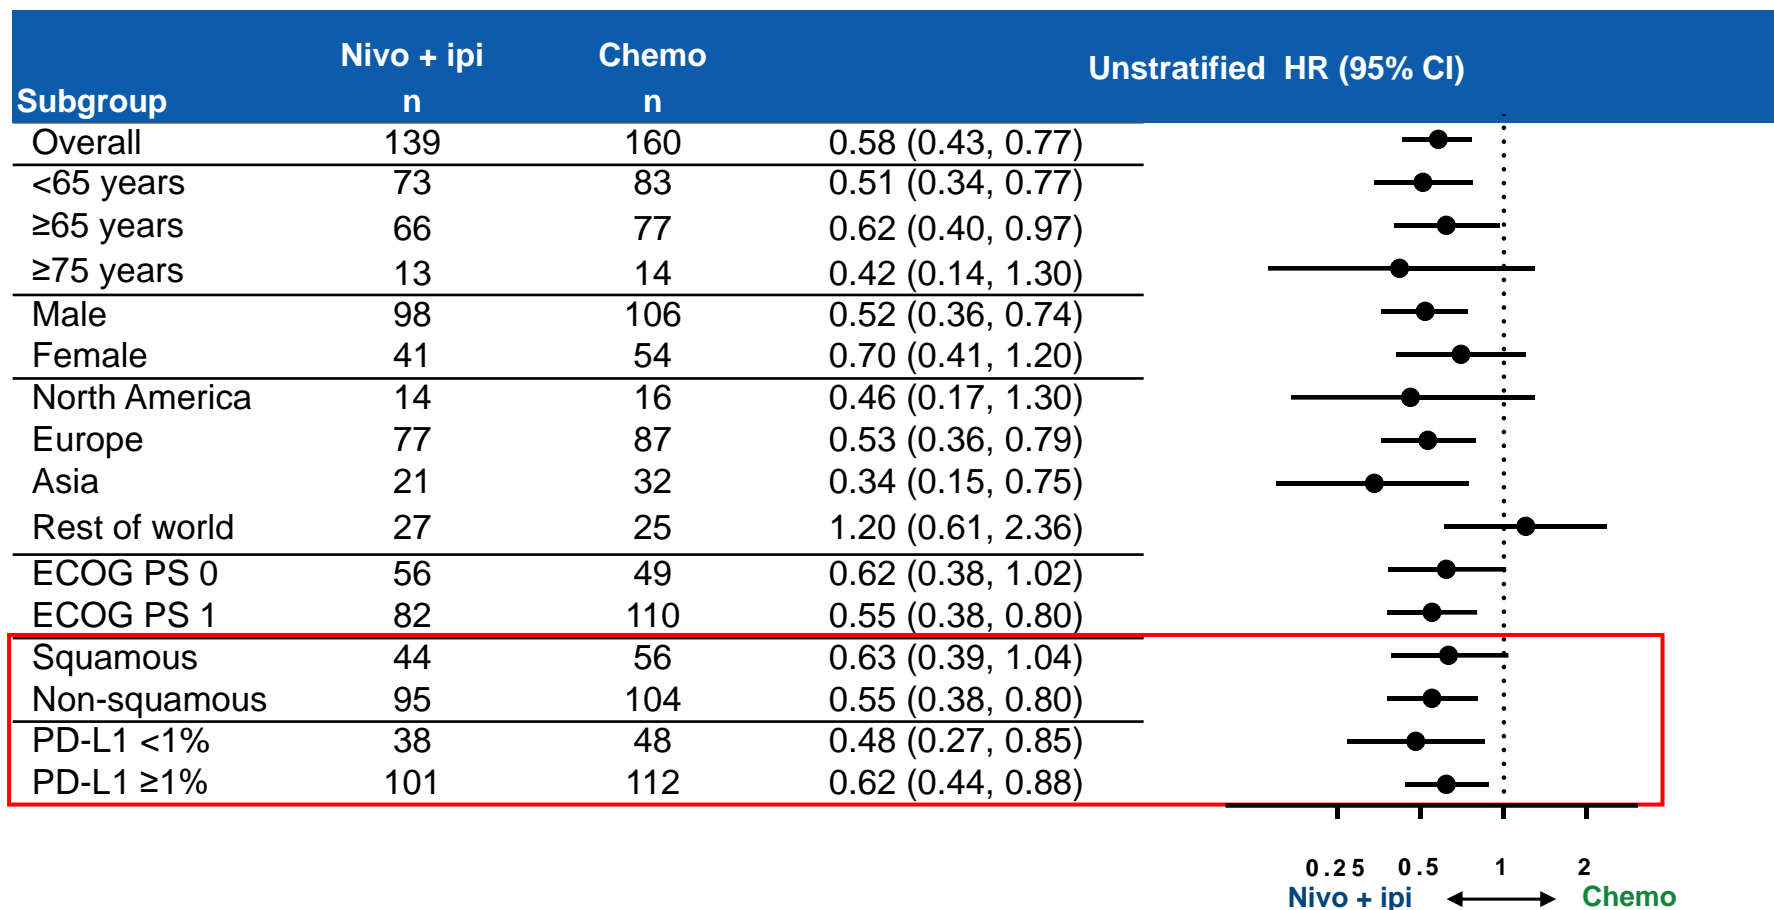 Nivo + ipi Chemo Unstratified HR (95% CI)
Subgroup n n
Overall 139 160 0.58 (0.43, 0.77)
<65 years 73 83 0.51 (0.34, 0.77)
≥65 years 66 77 0.62 (0.40, 0.97)
≥75 years 13 14 0.42 (0.14, 1.30)
Male 98 106 0.52 (0.36, 0.74)
Female 41 54 0.70 (0.41, 1.20)
North America 14 16 0.46 (0.17, 1.30)
Europe 77 87 0.53 (0.36, 0.79)
Asia 21 32 0.34 (0.15, 0.75)
Rest of world 27 25 1.20 (0.61, 2.36)
ECOG PS 0 56 49 0.62 (0.38, 1.02)
ECOG PS 1 82 110 0.55 (0.38, 0.80)
Squamous 44 56 0.63 (0.39, 1.04)
Non-squamous 95 104 0.55 (0.38, 0.80)
PD-L1 <1% 38 48 0.48 (0.27, 0.85)
PD-L1 ≥1% 101 112 0.62 (0.44, 0.88)
0.25 0.5 1 2
Nivo + ipi Chemo